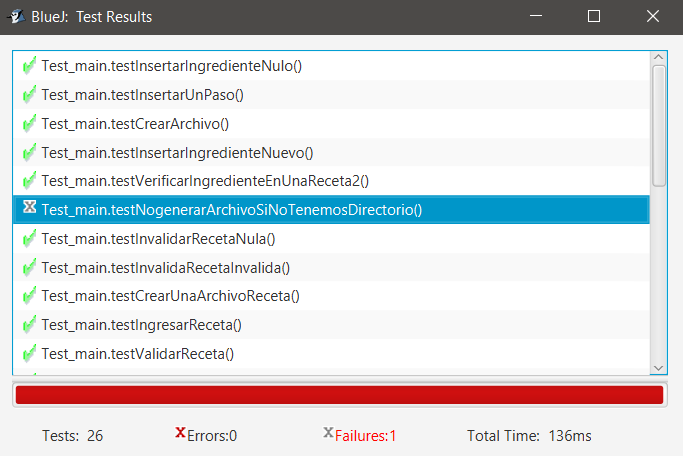 BlueJ: Test Results
Test_main.testInsertarIngredienteNulo()
Test_main.testInsertarUnPaso()
Test_main.testCrearArchivo()
Test_main.testInsertarIngredienteNuevo()
Test_main.testVerificarIngredienteEnUnaReceta2()
Test_main.testNogenerarArchivoSiNoTenemosDirectorio()
Test_main.testInvalidarRecetaNula()
Test_main.testInvalidaRecetaInvalida()
Test_main.testCrearUnaArchivoReceta()
Test_main.testIngresarReceta()
Test_main.testValidarReceta()
Tests: 26 Errors:0 Failures:1 Total Time: 136ms